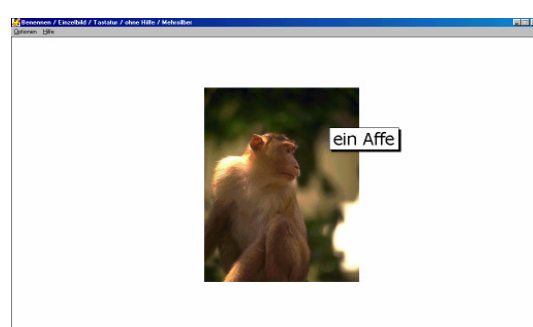 Benennen / Einzelbild / Tastatur / ohne Hilfe / Mehrsilber
Optionen Hilfe
ein Affe